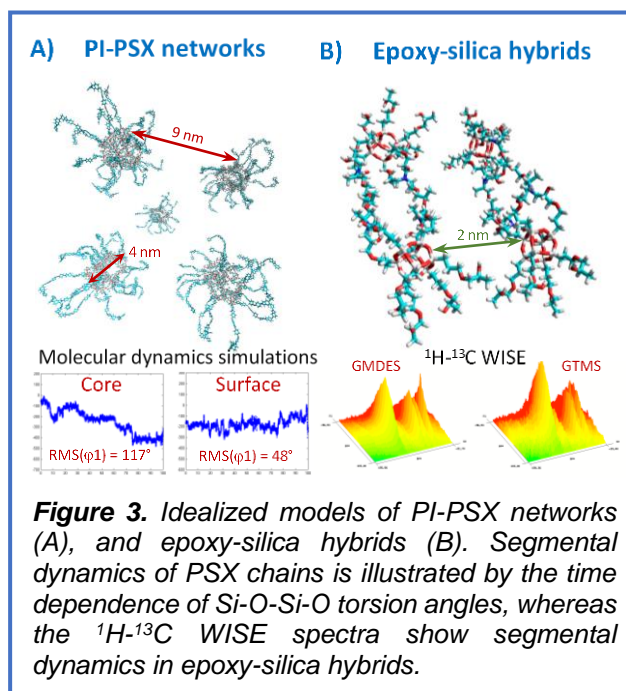 A) PI-PSX networks
B) Epoxy-silica hybrids
9 nm
4 nm
2 nm
Molecular dynamics simulations
Core
RMS(φ1) = 117°
Surface
RMS(φ1) = 48°
¹H-¹³C WISE
GMDES
GTMS
Figure 3. Idealized models of PI-PSX networks
(A), and epoxy-silica hybrids (B). Segmental
dynamics of PSX chains is illustrated by the time
dependence of Si-O-Si-O torsion angles, whereas
the ¹H-¹³C WISE spectra show segmental
dynamics in epoxy-silica hybrids.